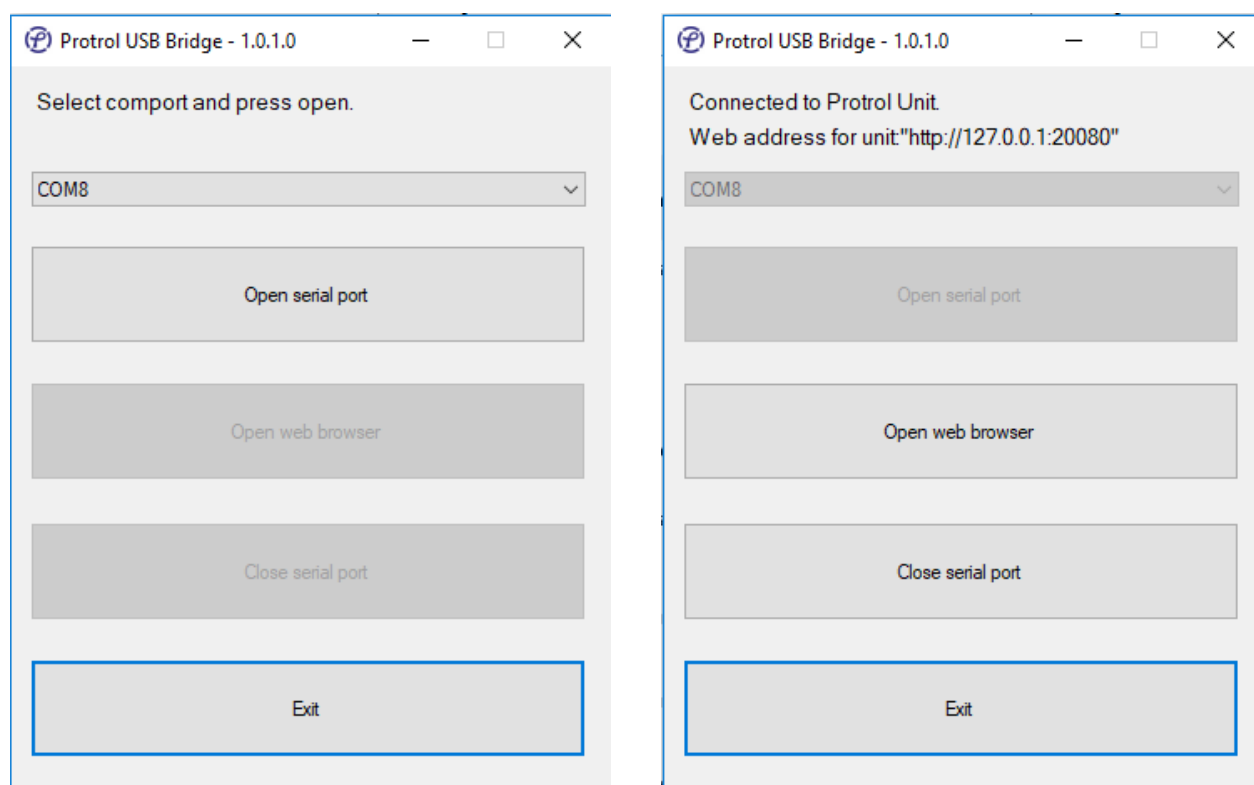 Protrol USB Bridge - 1.0.1.0
Select comport and press open.
COM8
Open serial port
Open web browser
Close serial port
Exit
Protrol USB Bridge - 1.0.1.0
Connected to Protrol Unit.
Web address for unit:"http://127.0.0.1:20080"
COM8
Open serial port
Open web browser
Close serial port
Exit